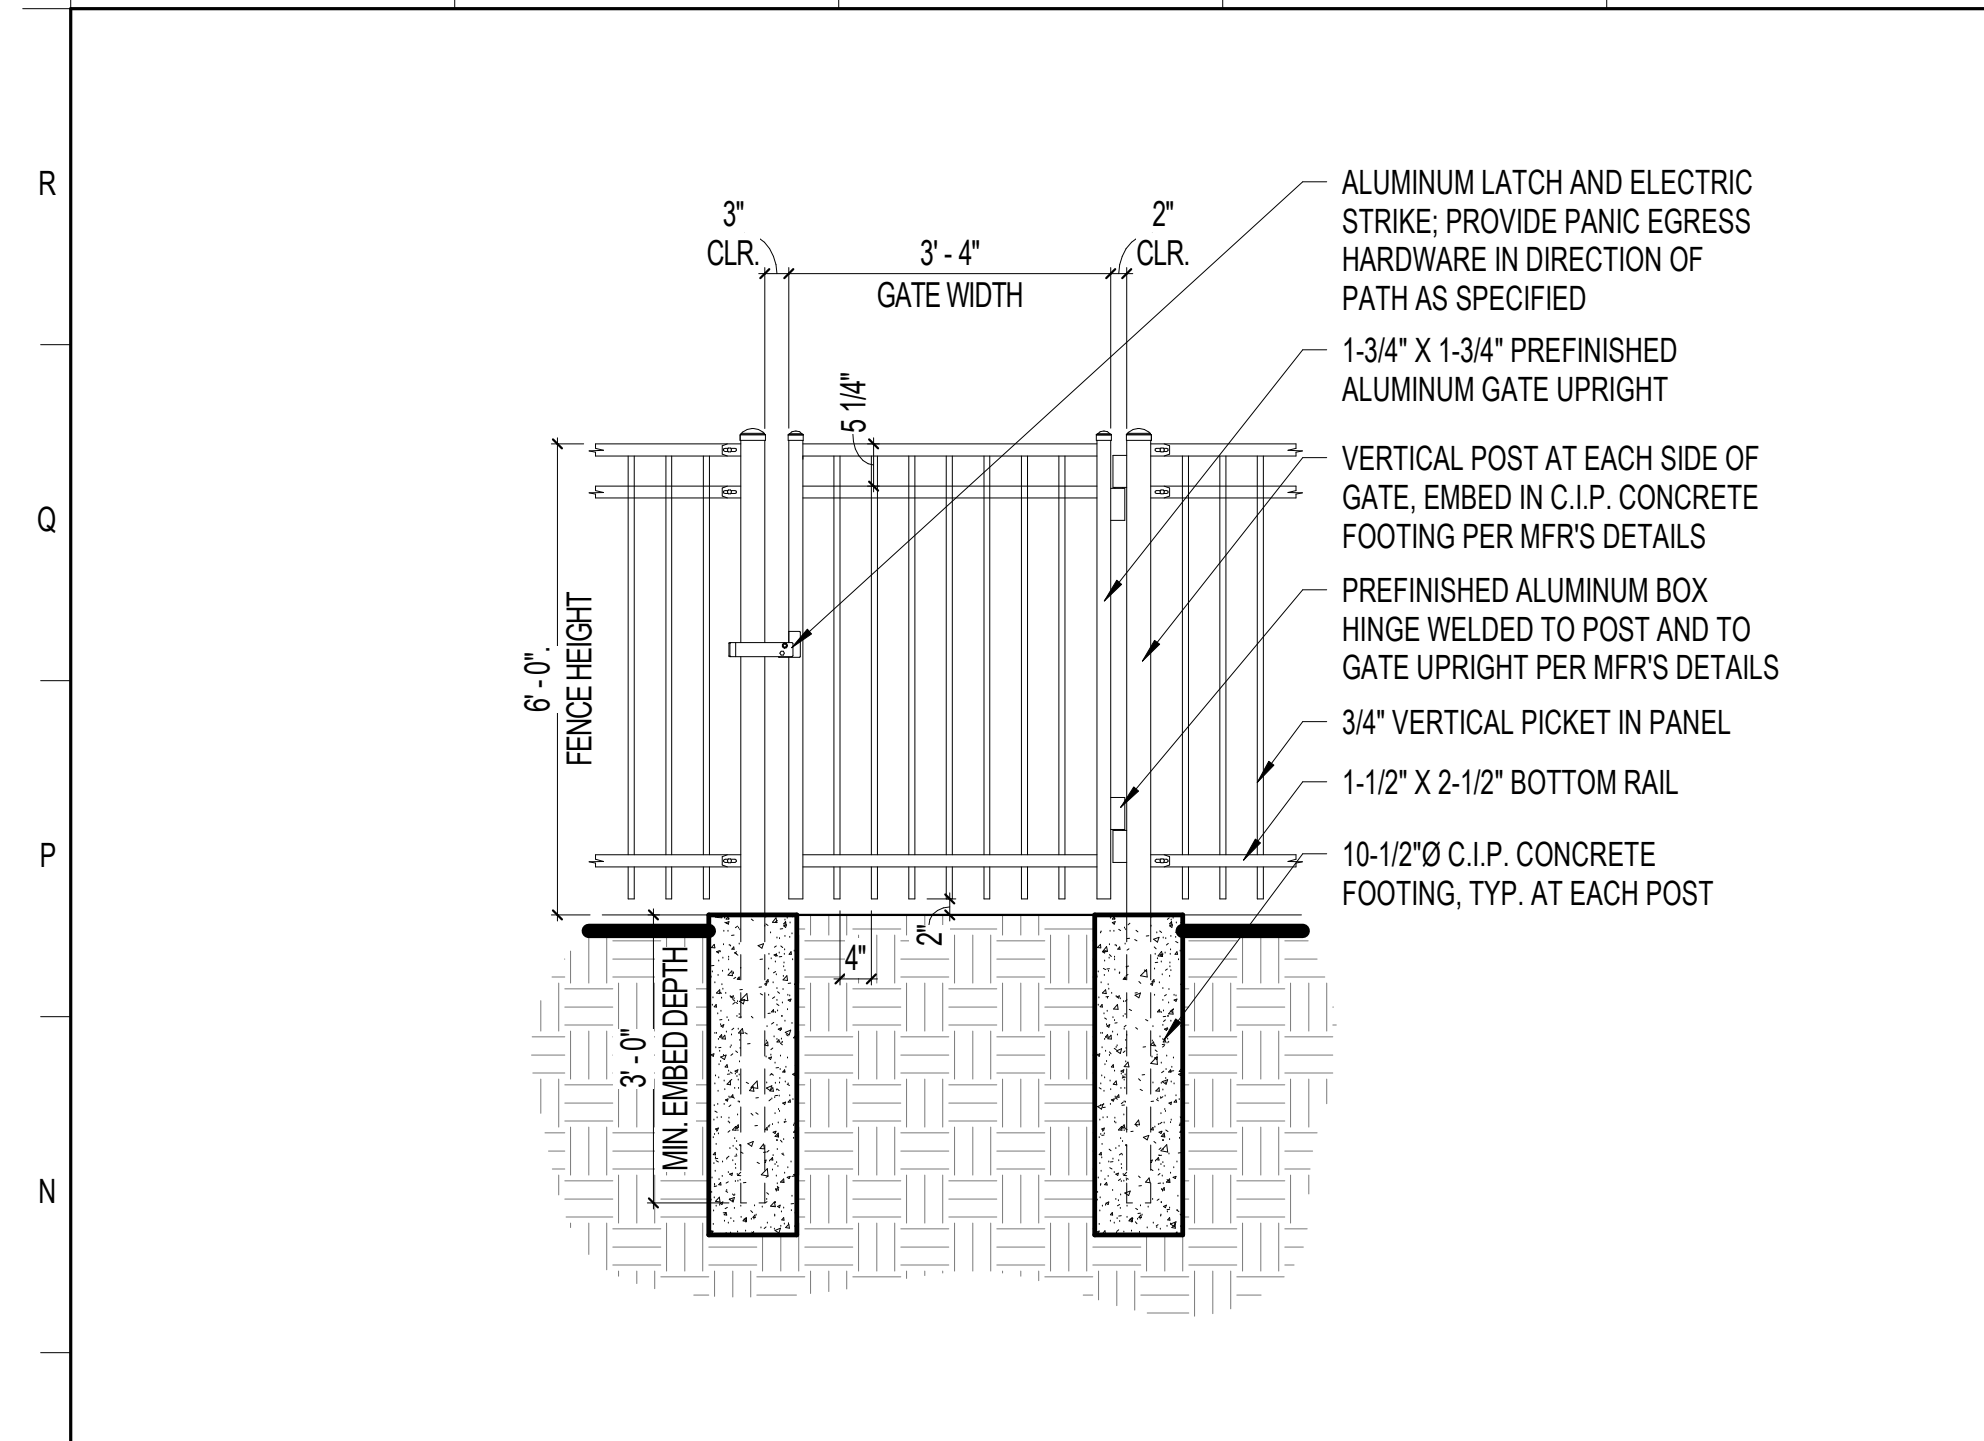 R
Q
P
N
3"
CLR.
3' - 4"
GATE WIDTH
2"
CLR.
5 1/4"
6' - 0".
FENCE HEIGHT
2"
4"
3' - 0"
MIN. EMBED DEPTH
ALUMINUM LATCH AND ELECTRIC
STRIKE; PROVIDE PANIC EGRESS
HARDWARE IN DIRECTION OF
PATH AS SPECIFIED
1-3/4" X 1-3/4" PREFINISHED
ALUMINUM GATE UPRIGHT
VERTICAL POST AT EACH SIDE OF
GATE, EMBED IN C.I.P. CONCRETE
FOOTING PER MFR'S DETAILS
PREFINISHED ALUMINUM BOX
HINGE WELDED TO POST AND TO
GATE UPRIGHT PER MFR'S DETAILS
3/4" VERTICAL PICKET IN PANEL
1-1/2" X 2-1/2" BOTTOM RAIL
10-1/2"Ø C.I.P. CONCRETE
FOOTING, TYP. AT EACH POST